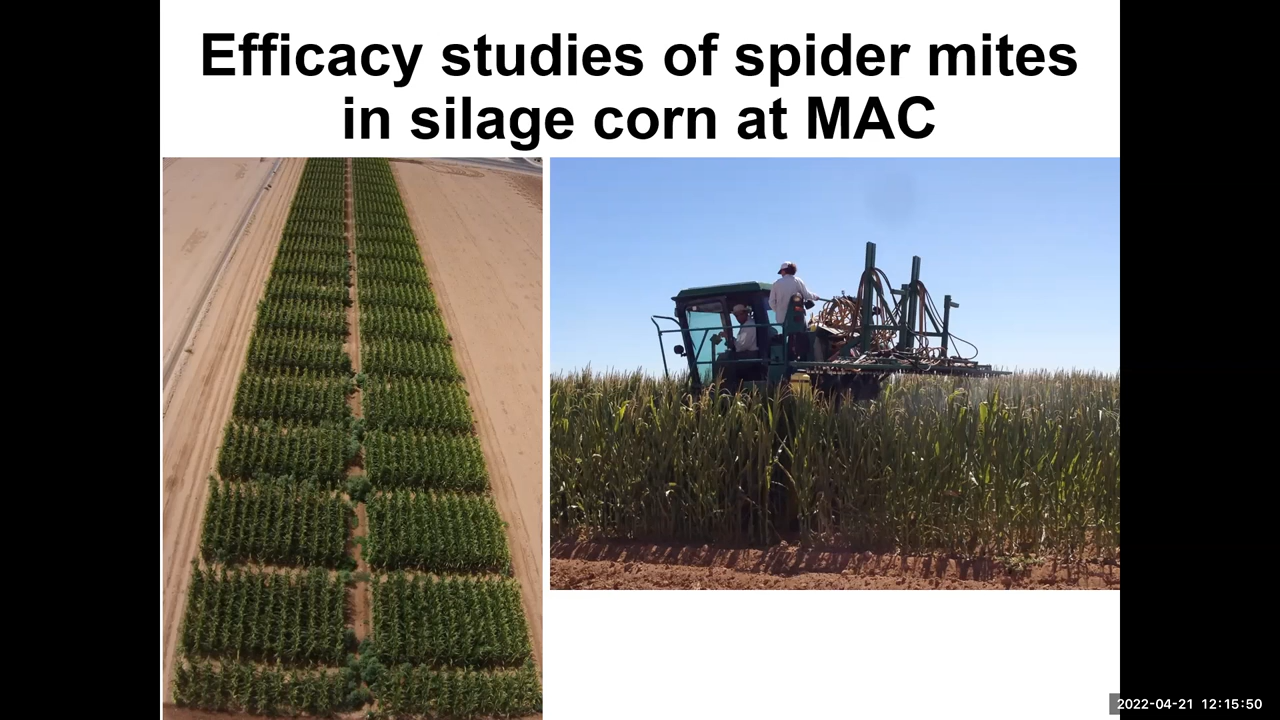 Efficacy studies of spider mites
in silage corn at MAC
2022-04-21 12:15:50